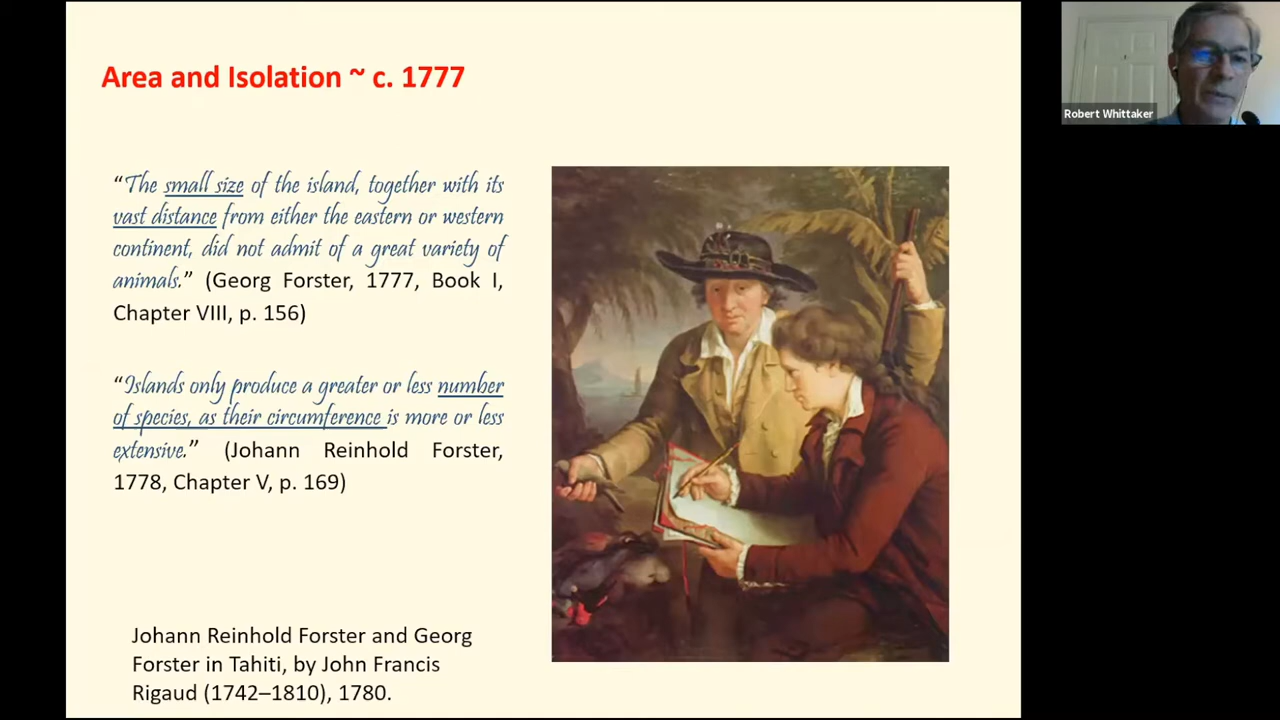 Area and Isolation ~ c. 1777
“The small size of the island, together with its
vast distance from either the eastern or western
continent, did not admit of a great variety of
animals.” (Georg Forster, 1777, Book I,
Chapter VIII, p. 156)
“Islands only produce a greater or less number
of species, as their circumference is more or less
extensive.” (Johann Reinhold Forster,
1778, Chapter V, p. 169)
Johann Reinhold Forster and Georg
Forster in Tahiti, by John Francis
Rigaud (1742–1810), 1780.
Robert Whittaker